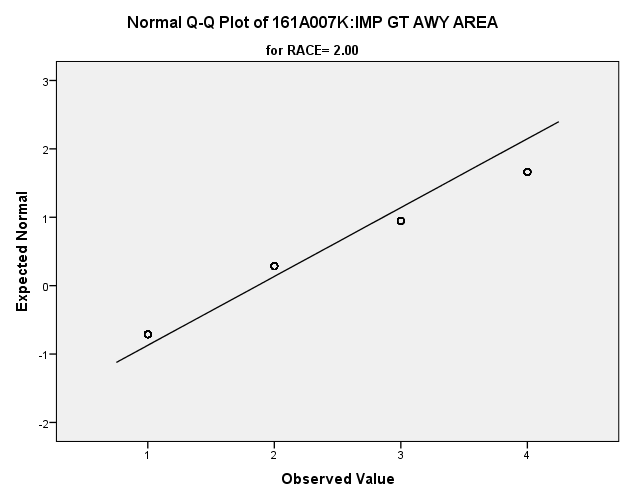 Normal Q-Q Plot of 161A007K:IMP GT AWY AREA
for RACE= 2.00
Expected Normal
3
2
1
0
-1
-2
1 2 3 4
Observed Value